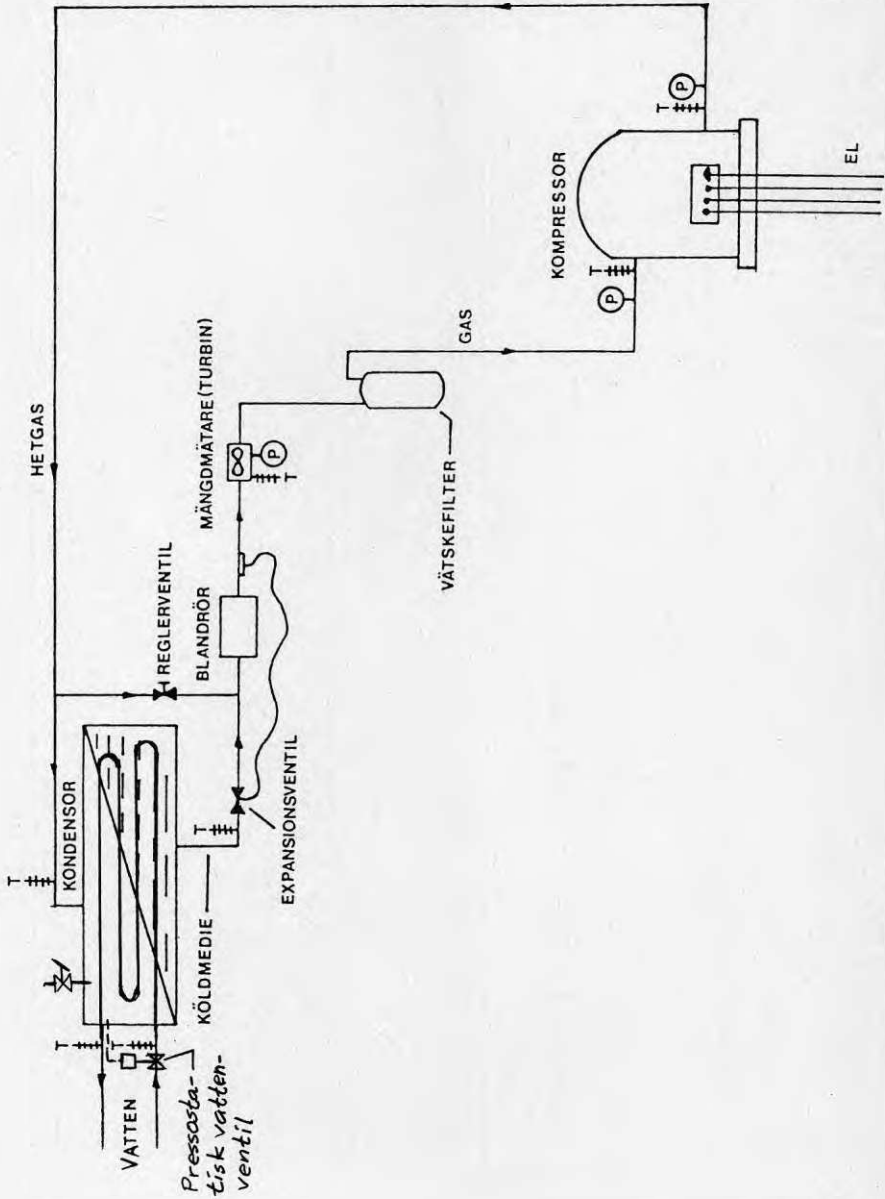 T
HETGAS
KONDENSOR
T
T
VATTEN
Pressosta-
tisk vatten-
ventil
REGLERVENTIL
KÖLDMEDIE
T
BLANDRÖR
MÄNGDMÄTARE (TURBIN)
P
T
EXPANSIONSVENTIL
VÄTSKEFILTER
GAS
KOMPRESSOR
T
P
T
P
EL